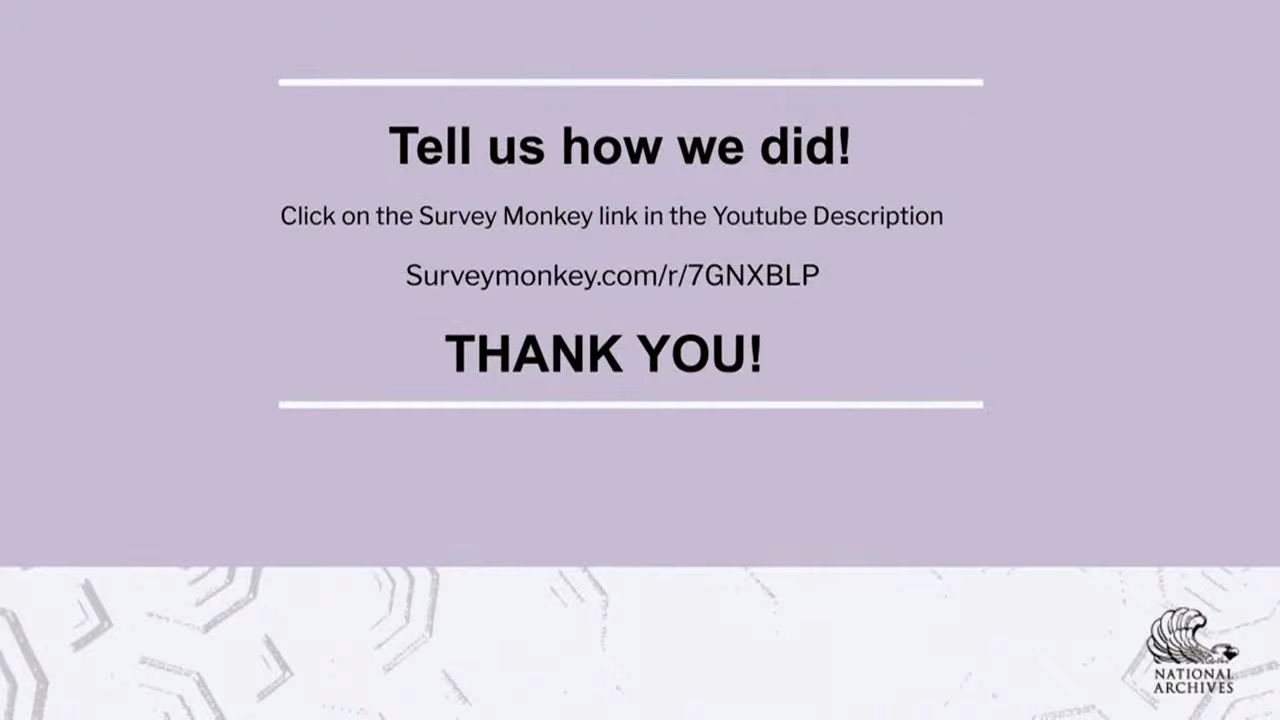 Tell us how we did!
Click on the Survey Monkey link in the Youtube Description
Surveymonkey.com/r/7GNXBLP
THANK YOU!
NATIONAL
ARCHIVES